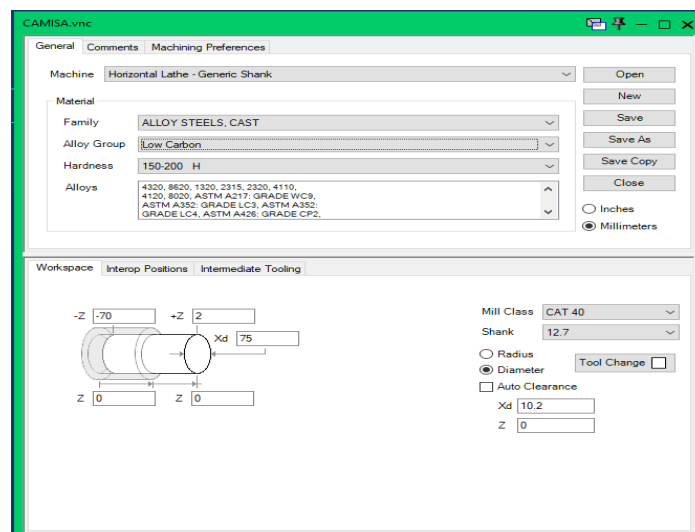 CAMISA.vnc
General Comments Machining Preferences
Machine Horizontal Lathe - Generic Shank
Open
New
Material
Family ALLOY STEELS, CAST
Save
Alloy Group Low Carbon
Save As
Hardness 150-200 H
Save Copy
Alloys 4320, 8620, 1320, 2315, 2320, 4110,
4120, 8020, ASTM A217: GRADE WC9,
ASTM A352: GRADE LC3, ASTM A352:
GRADE LC4, ASTM A426: GRADE CP2,
Close
Inches
Millimeters
Workspace Interop Positions Intermediate Tooling
-Z -70 +Z 2
Xd 75
Z 0 Z 0
Mill Class CAT 40
Shank 12.7
Radius
Diameter
Tool Change
Auto Clearance
Xd 10.2
Z 0